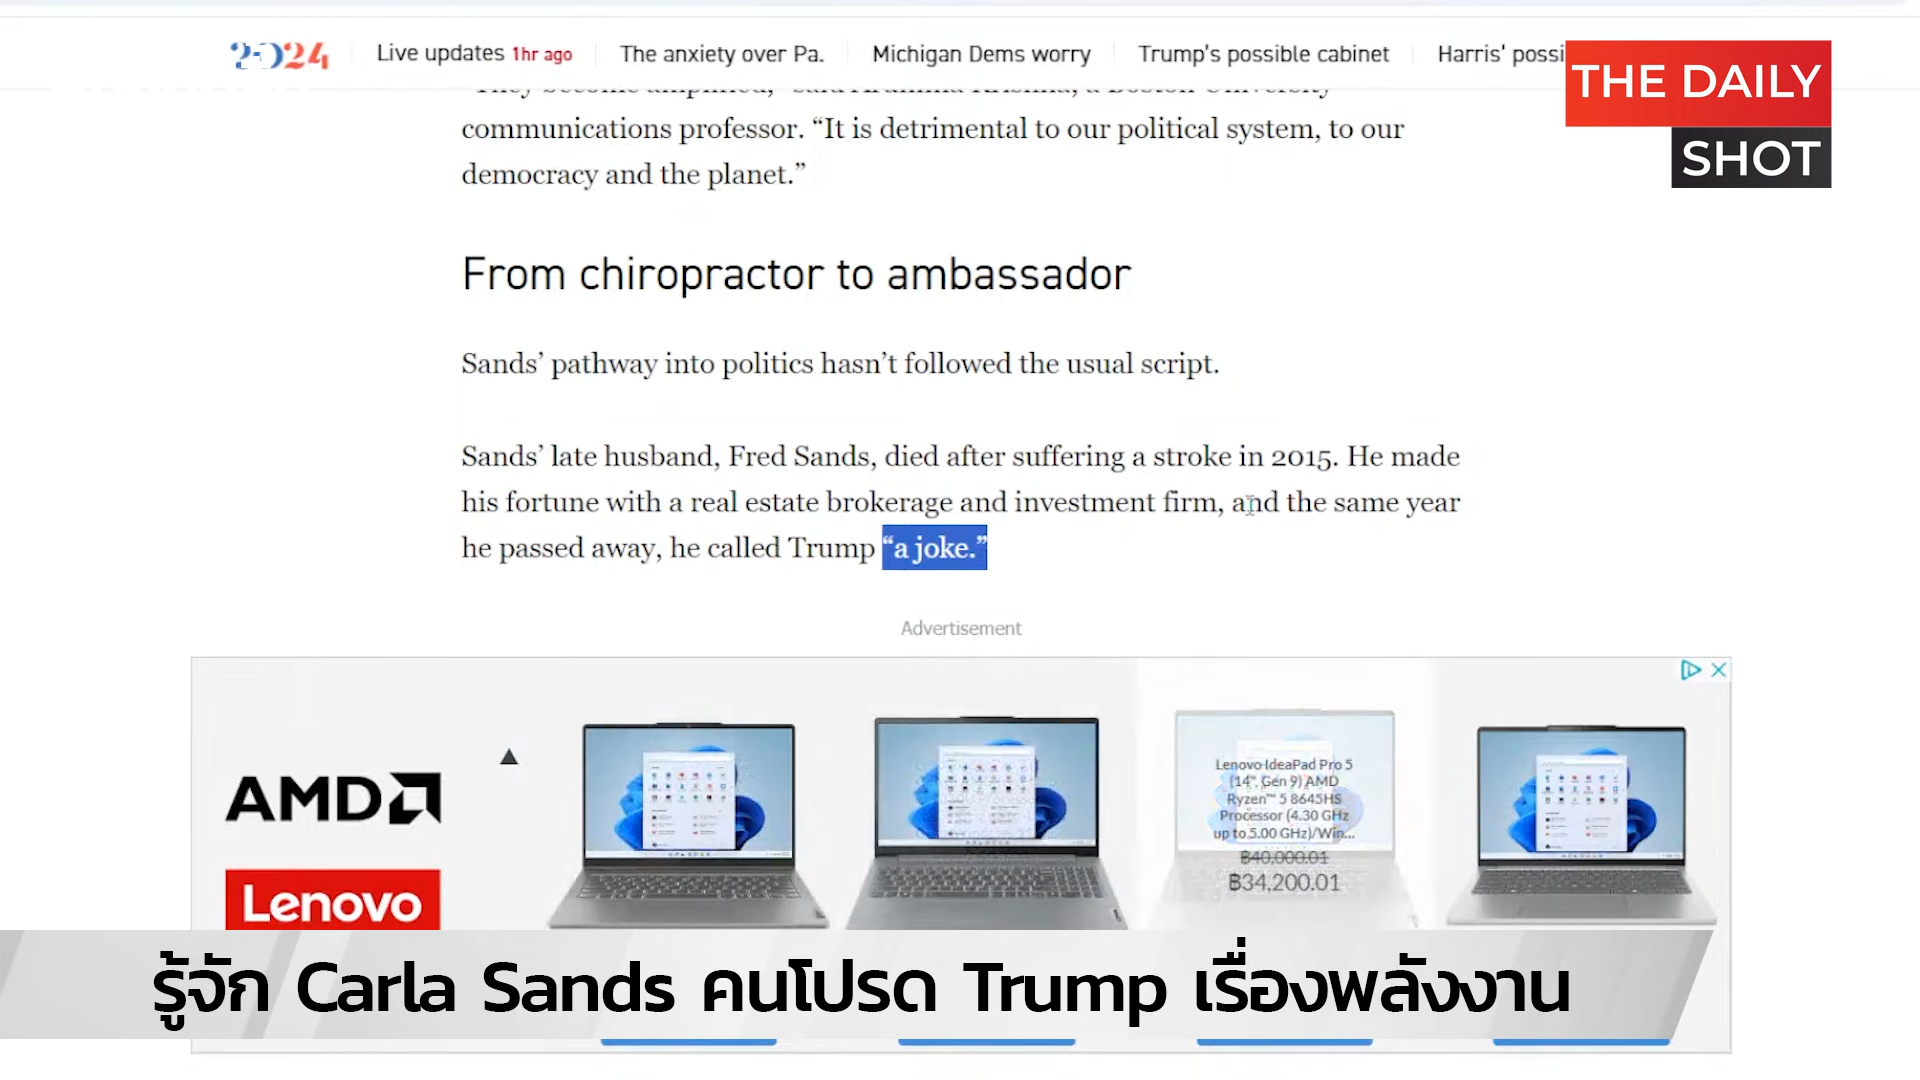 2024 Live updates 1hr ago The anxiety over Pa. Michigan Dems worry Trump's possible cabinet Harris' possi
THE DAILY
SHOT
communications professor. “It is detrimental to our political system, to our
democracy and the planet.”
From chiropractor to ambassador
Sands’ pathway into politics hasn’t followed the usual script.
Sands’ late husband, Fred Sands, died after suffering a stroke in 2015. He made
his fortune with a real estate brokerage and investment firm, and the same year
he passed away, he called Trump “a joke.”
Advertisement
AMD
Lenovo
Lenovo IdeaPad Pro 5
(14", Gen 9) AMD
Ryzen™ 5 8645HS
Processor (4.30 GHz
up to 5.00 GHz)/Win...
฿40,000.01
฿34,200.01
รู้จัก Carla Sands คนโปรด Trump เรื่องพลังงาน